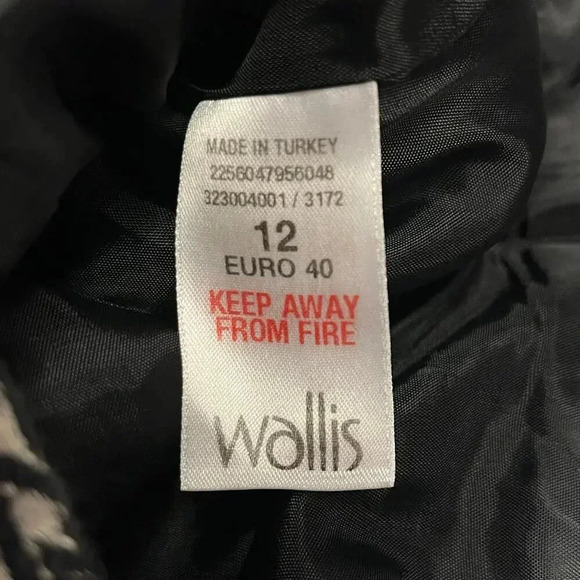 MADE IN TURKEY
2256047956048
323004001 / 3172
12
EURO 40
KEEP AWAY
FROM FIRE
wallis